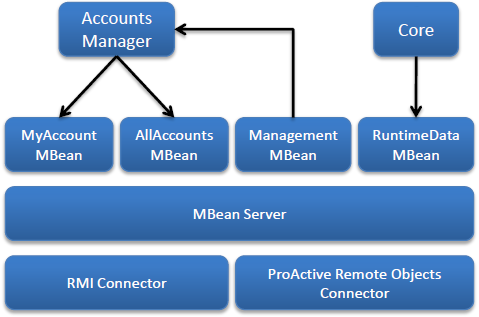 Accounts
Manager
Core
MyAccount
MBean
AllAccounts
MBean
Management
MBean
RuntimeData
MBean
MBean Server
RMI Connector
ProActive Remote Objects
Connector